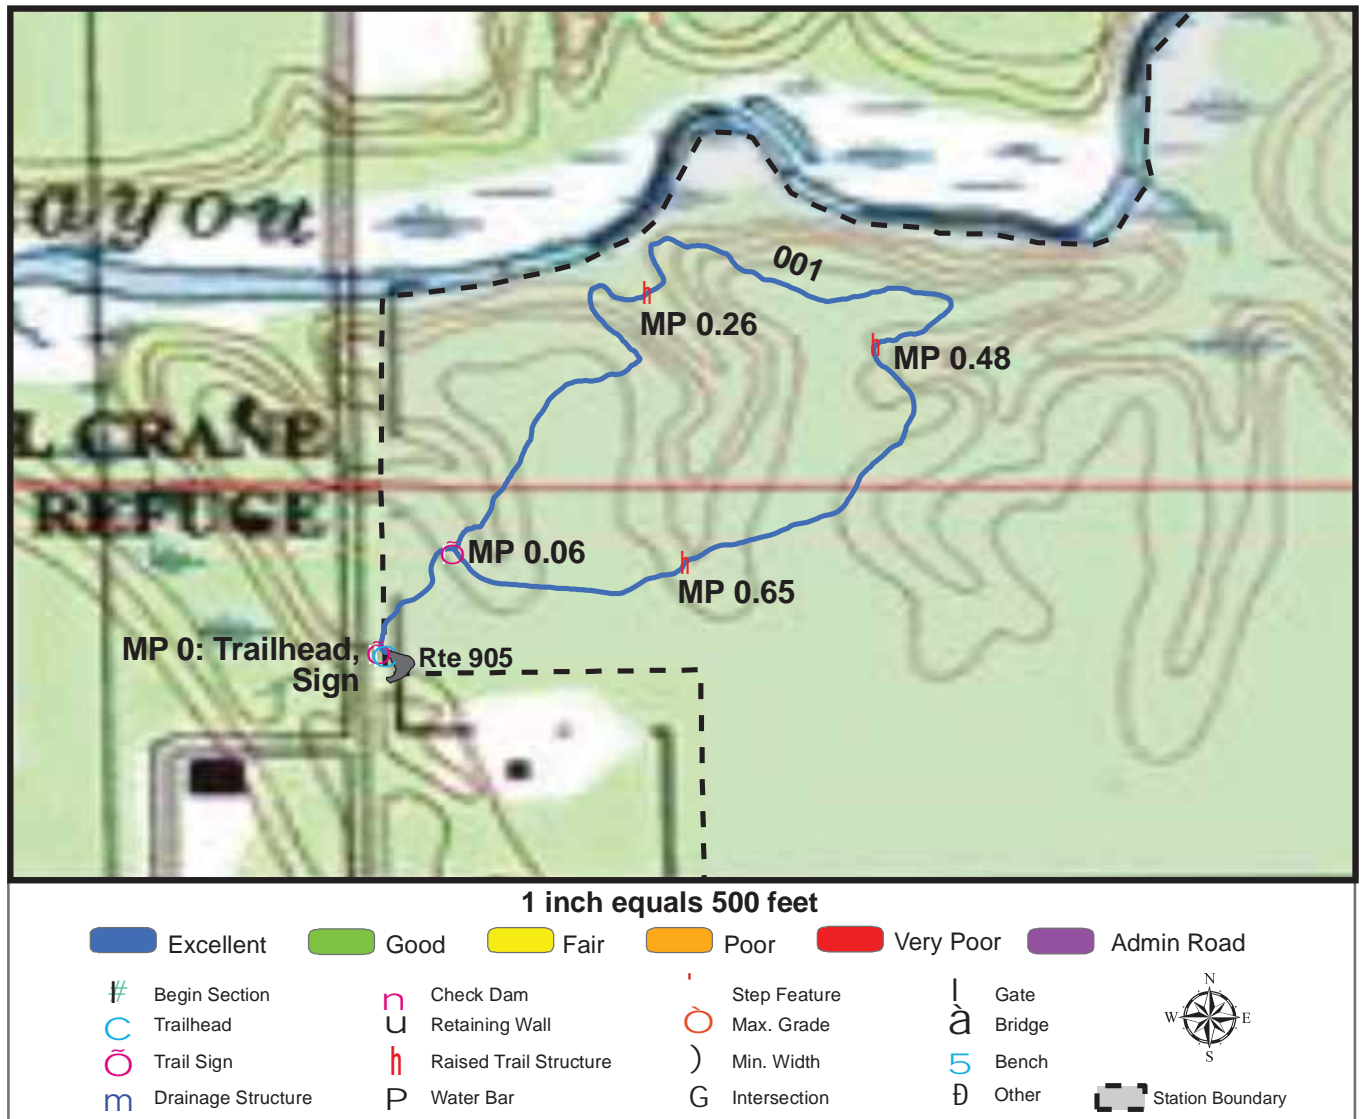 ayou
001
MP 0.26
MP 0.48
L CRANE
REFUGE
MP 0.06
MP 0.65
MP 0: Trailhead,
Sign
Rte 905
1 inch equals 500 feet
Excellent
Good
Fair
Poor
Very Poor
Admin Road
Begin Section
Check Dam
Step Feature
Gate
Trailhead
Retaining Wall
Max. Grade
Bridge
Trail Sign
Raised Trail Structure
Min. Width
Bench
Drainage Structure
Water Bar
Intersection
Other
Station Boundary
N
W
E
S